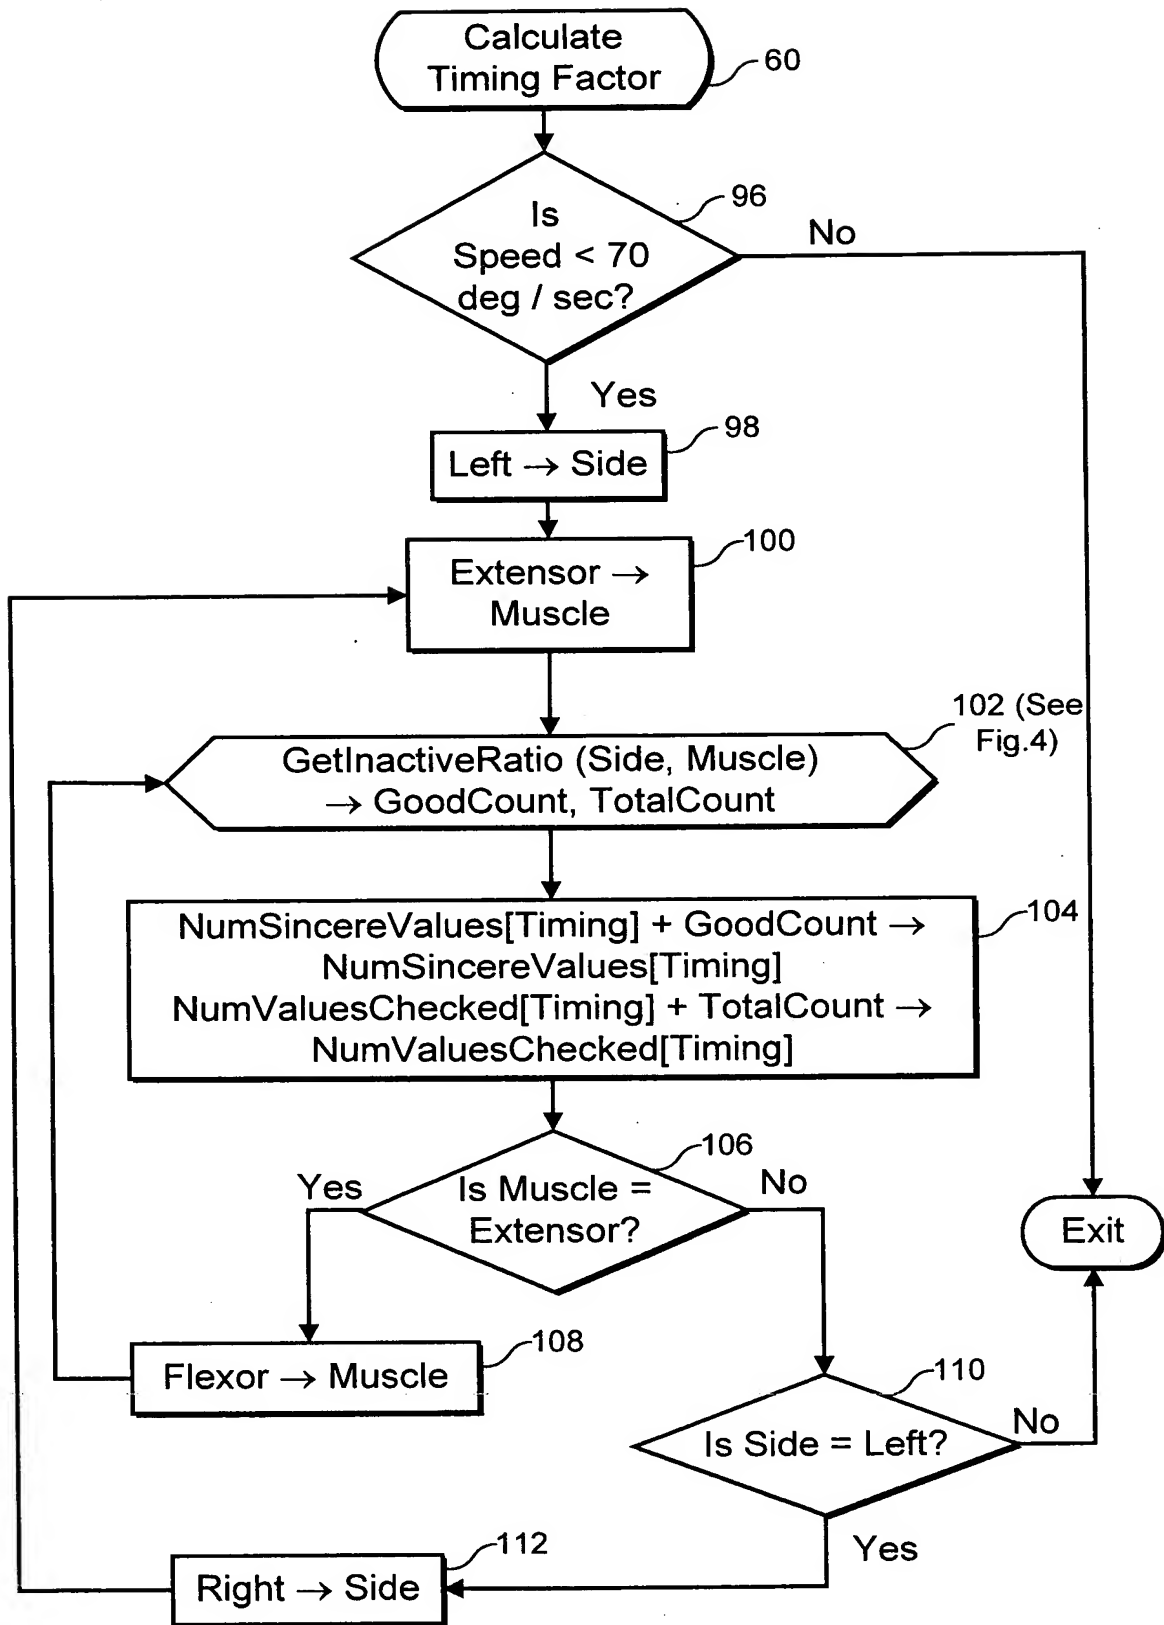 Calculate
Timing Factor
60
96
Is
Speed < 70
deg / sec?
No
Yes
98
Left → Side
100
Extensor →
Muscle
102 (See
Fig.4)
GetInactiveRatio (Side, Muscle)
→ GoodCount, TotalCount
104
NumSincereValues[Timing] + GoodCount →
NumSincereValues[Timing]
NumValuesChecked[Timing] + TotalCount →
NumValuesChecked[Timing]
106
Yes
Is Muscle =
Extensor?
No
Exit
108
Flexor → Muscle
110
Is Side = Left?
No
Yes
112
Right → Side